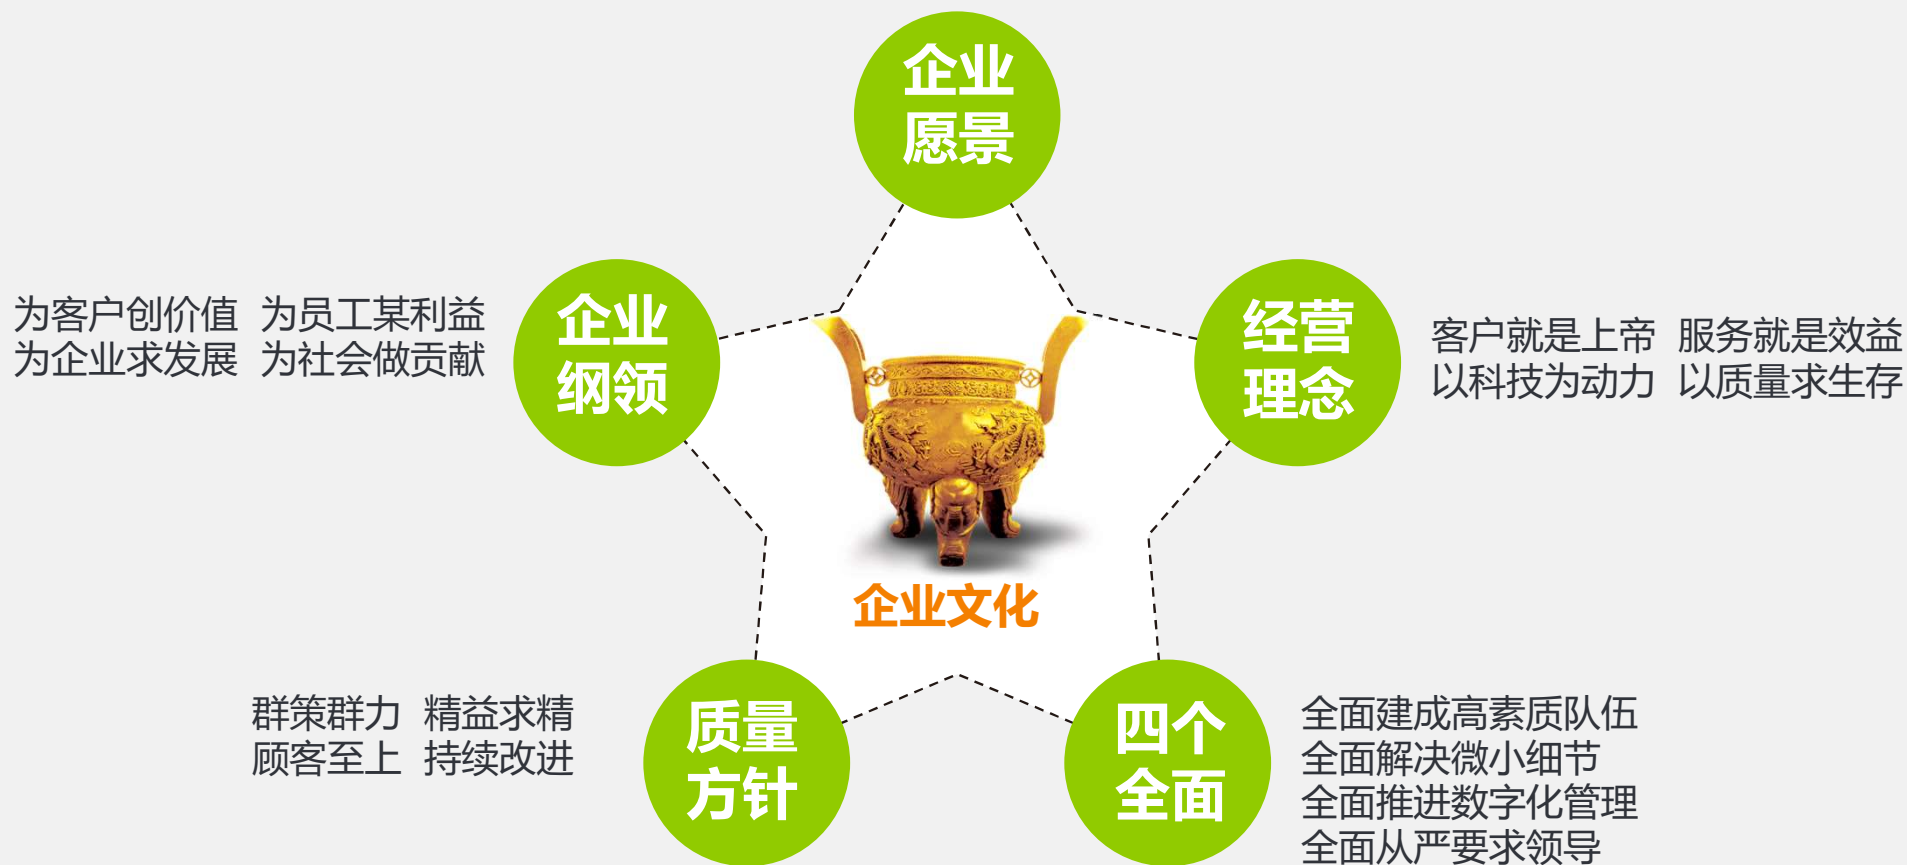 企业
愿景
企业
纲领
为客户创价值 为员工某利益
为企业求发展 为社会做贡献
经营
理念
客户就是上帝 服务就是效益
以科技为动力 以质量求生存
企业文化
质量
方针
群策群力 精益求精
顾客至上 持续改进
四个
全面
全面建成高素质队伍
全面解决微小细节
全面推进数字化管理
全面从严要求领导